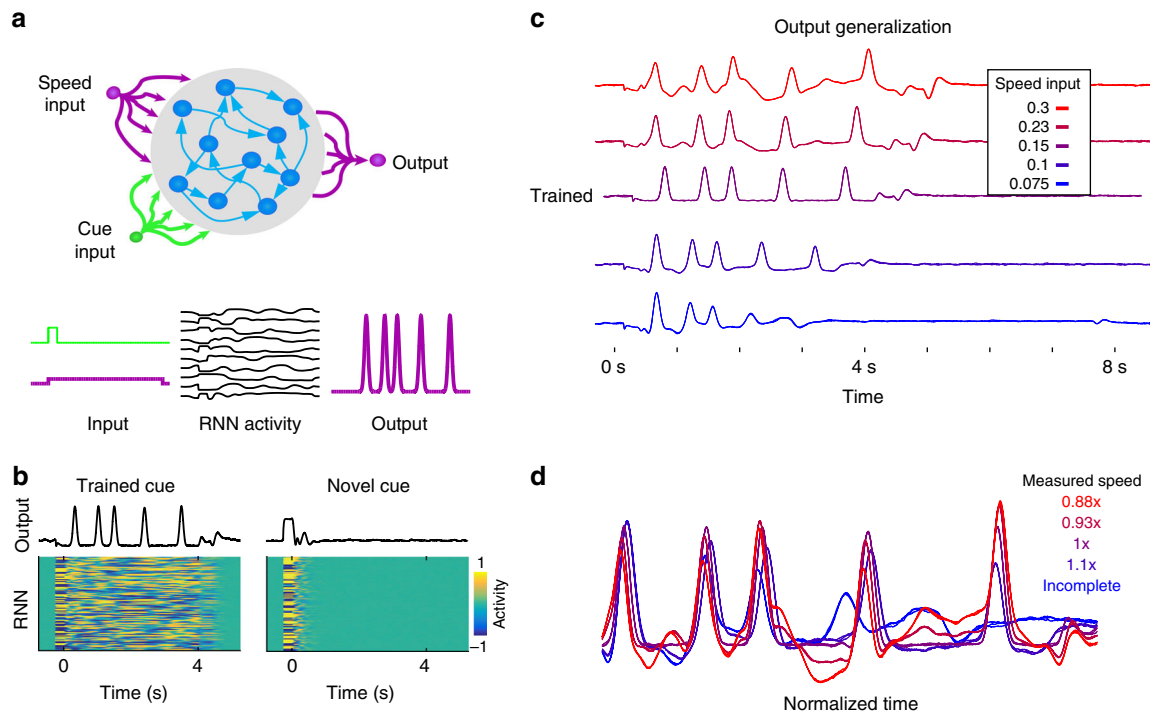 a
Speed
input
Output
Cue
input
Input
RNN activity
Output
b
Trained cue
Novel cue
Output
RNN
1
Activity
−1
0
4
0
4
Time (s)
Time (s)
c
Output generalization
Speed input
0.3
0.23
0.15
0.1
0.075
Trained
0 s
4 s
8 s
Time
d
Measured speed
0.88x
0.93x
1x
1.1x
Incomplete
Normalized time